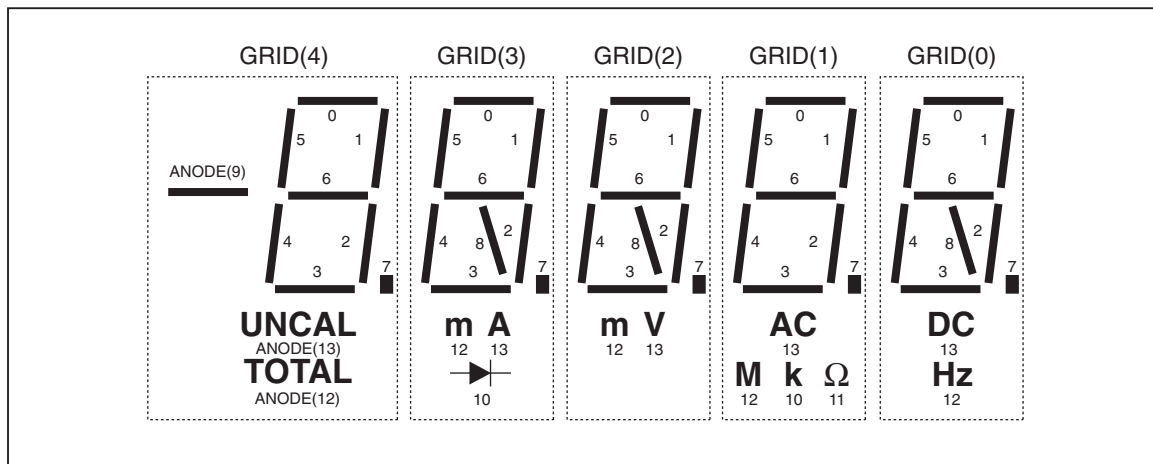 GRID(4) GRID(3) GRID(2) GRID(1) GRID(0)
0 0 0 0 0
5 1 5 1 5 1 5 1 5 1
ANODE(9) 6 6 6 6 6
4 2 4 8 2 4 8 2 4 2 4 8 2
3 7 3 7 3 7 3 7 3 7
UNCAL m A m V AC DC
ANODE(13) 12 13 12 13 13 13
TOTAL M k Ω Hz
ANODE(12) 10 12 10 11 12